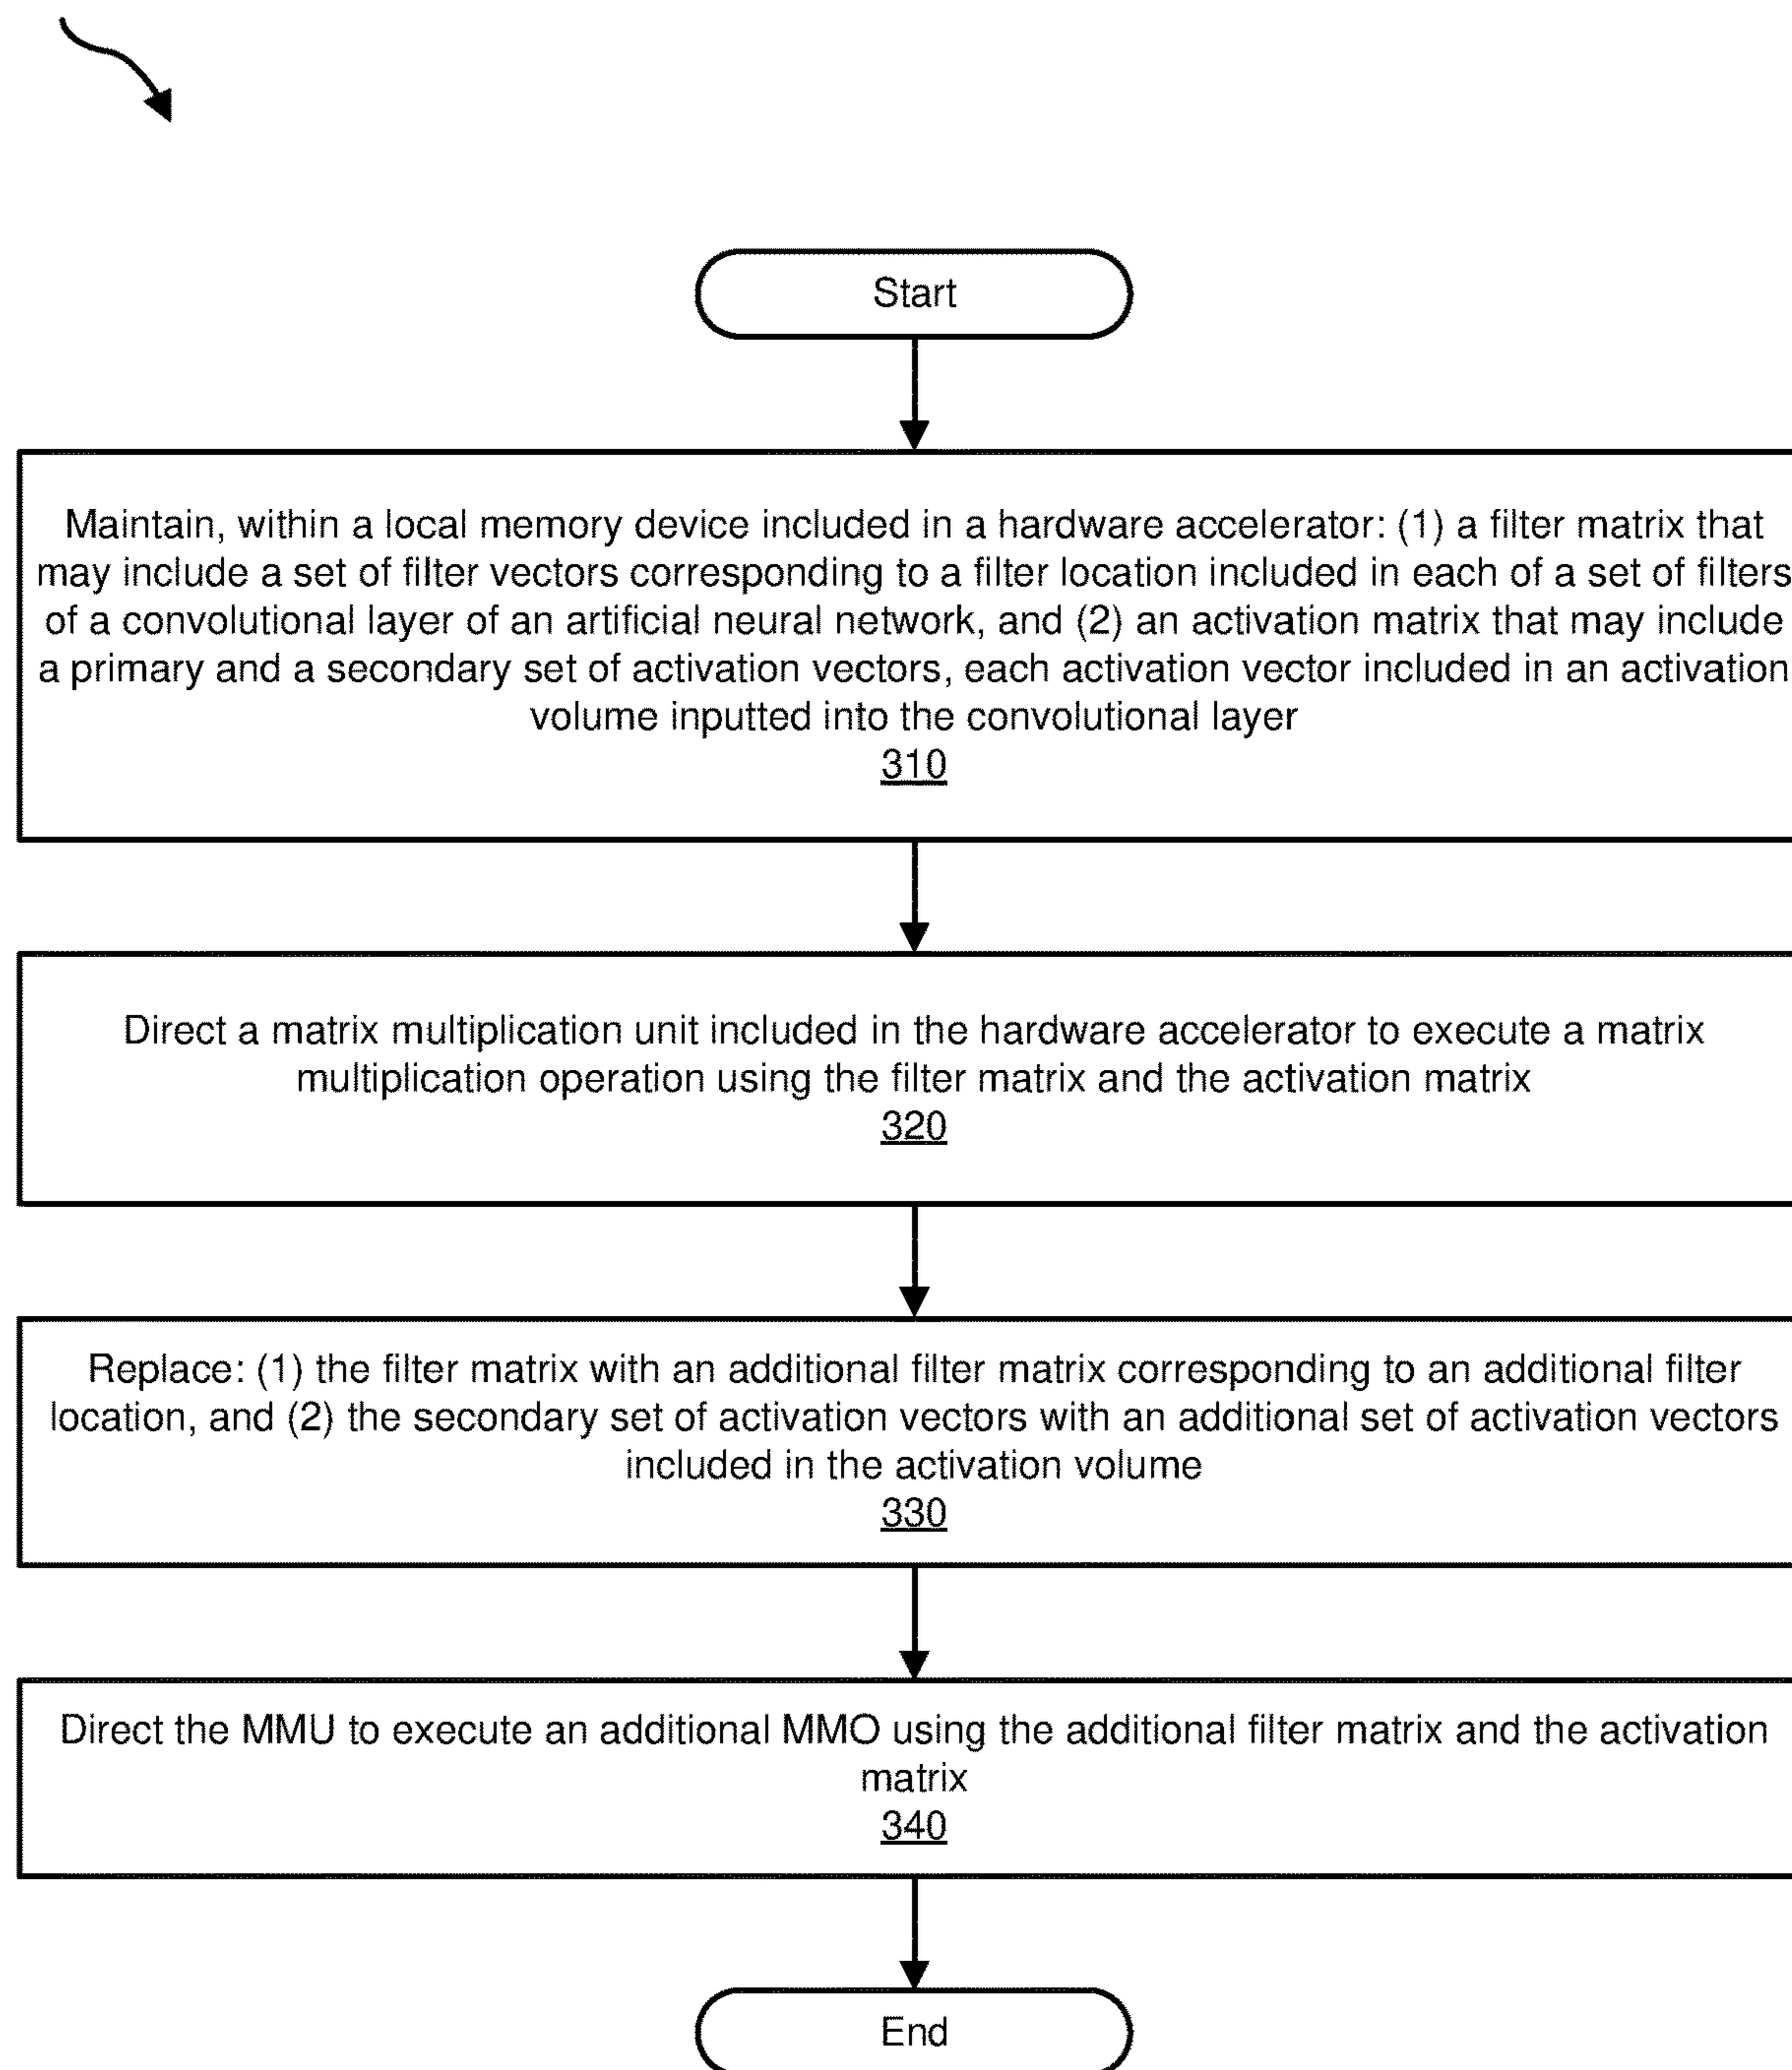 Start
Maintain, within a local memory device included in a hardware accelerator: (1) a filter matrix that
may include a set of filter vectors corresponding to a filter location included in each of a set of filters
of a convolutional layer of an artificial neural network, and (2) an activation matrix that may include
a primary and a secondary set of activation vectors, each activation vector included in an activation
volume inputted into the convolutional layer
310
Direct a matrix multiplication unit included in the hardware accelerator to execute a matrix
multiplication operation using the filter matrix and the activation matrix
320
Replace: (1) the filter matrix with an additional filter matrix corresponding to an additional filter
location, and (2) the secondary set of activation vectors with an additional set of activation vectors
included in the activation volume
330
Direct the MMU to execute an additional MMO using the additional filter matrix and the activation
matrix
340
End